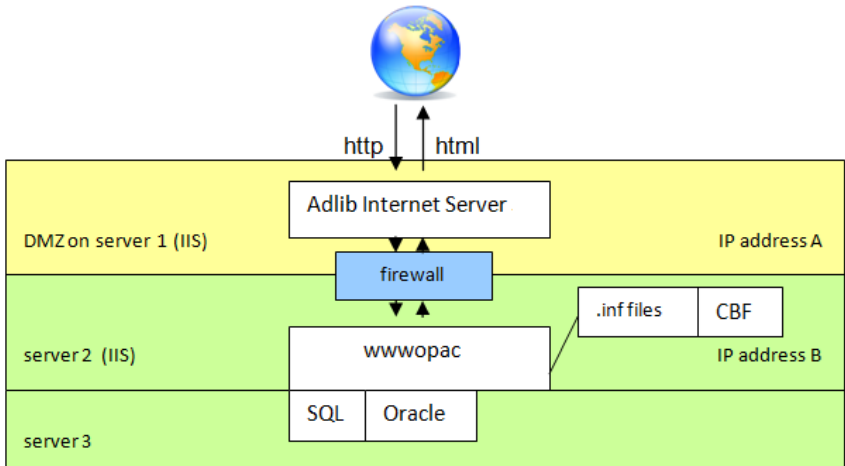 http
html
Adlib Internet Server
DMZ on server 1 (IIS)
IP address A
firewall
.inf files
CBF
wwwopac
server 2 (IIS)
IP address B
SQL
Oracle
server 3